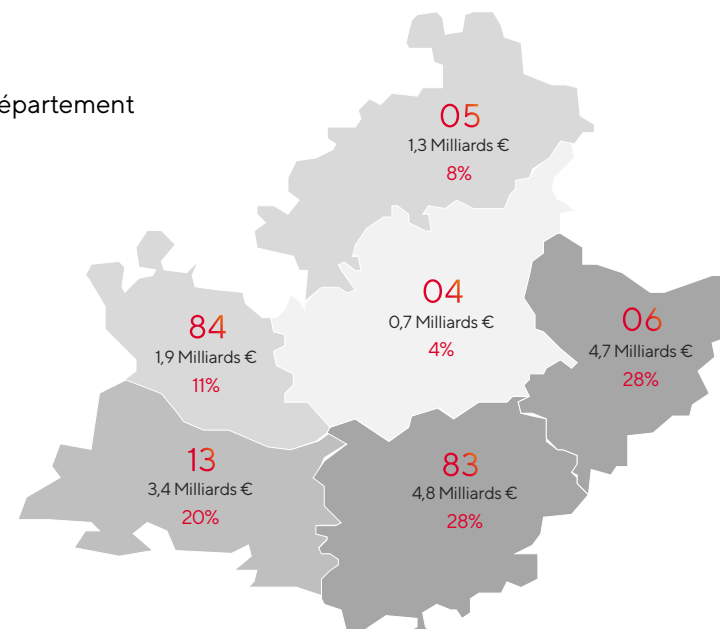 épartement
05
1,3 Milliards €
8%
04
0,7 Milliards €
4%
06
4,7 Milliards €
28%
84
1,9 Milliards €
11%
13
3,4 Milliards €
20%
83
4,8 Milliards €
28%